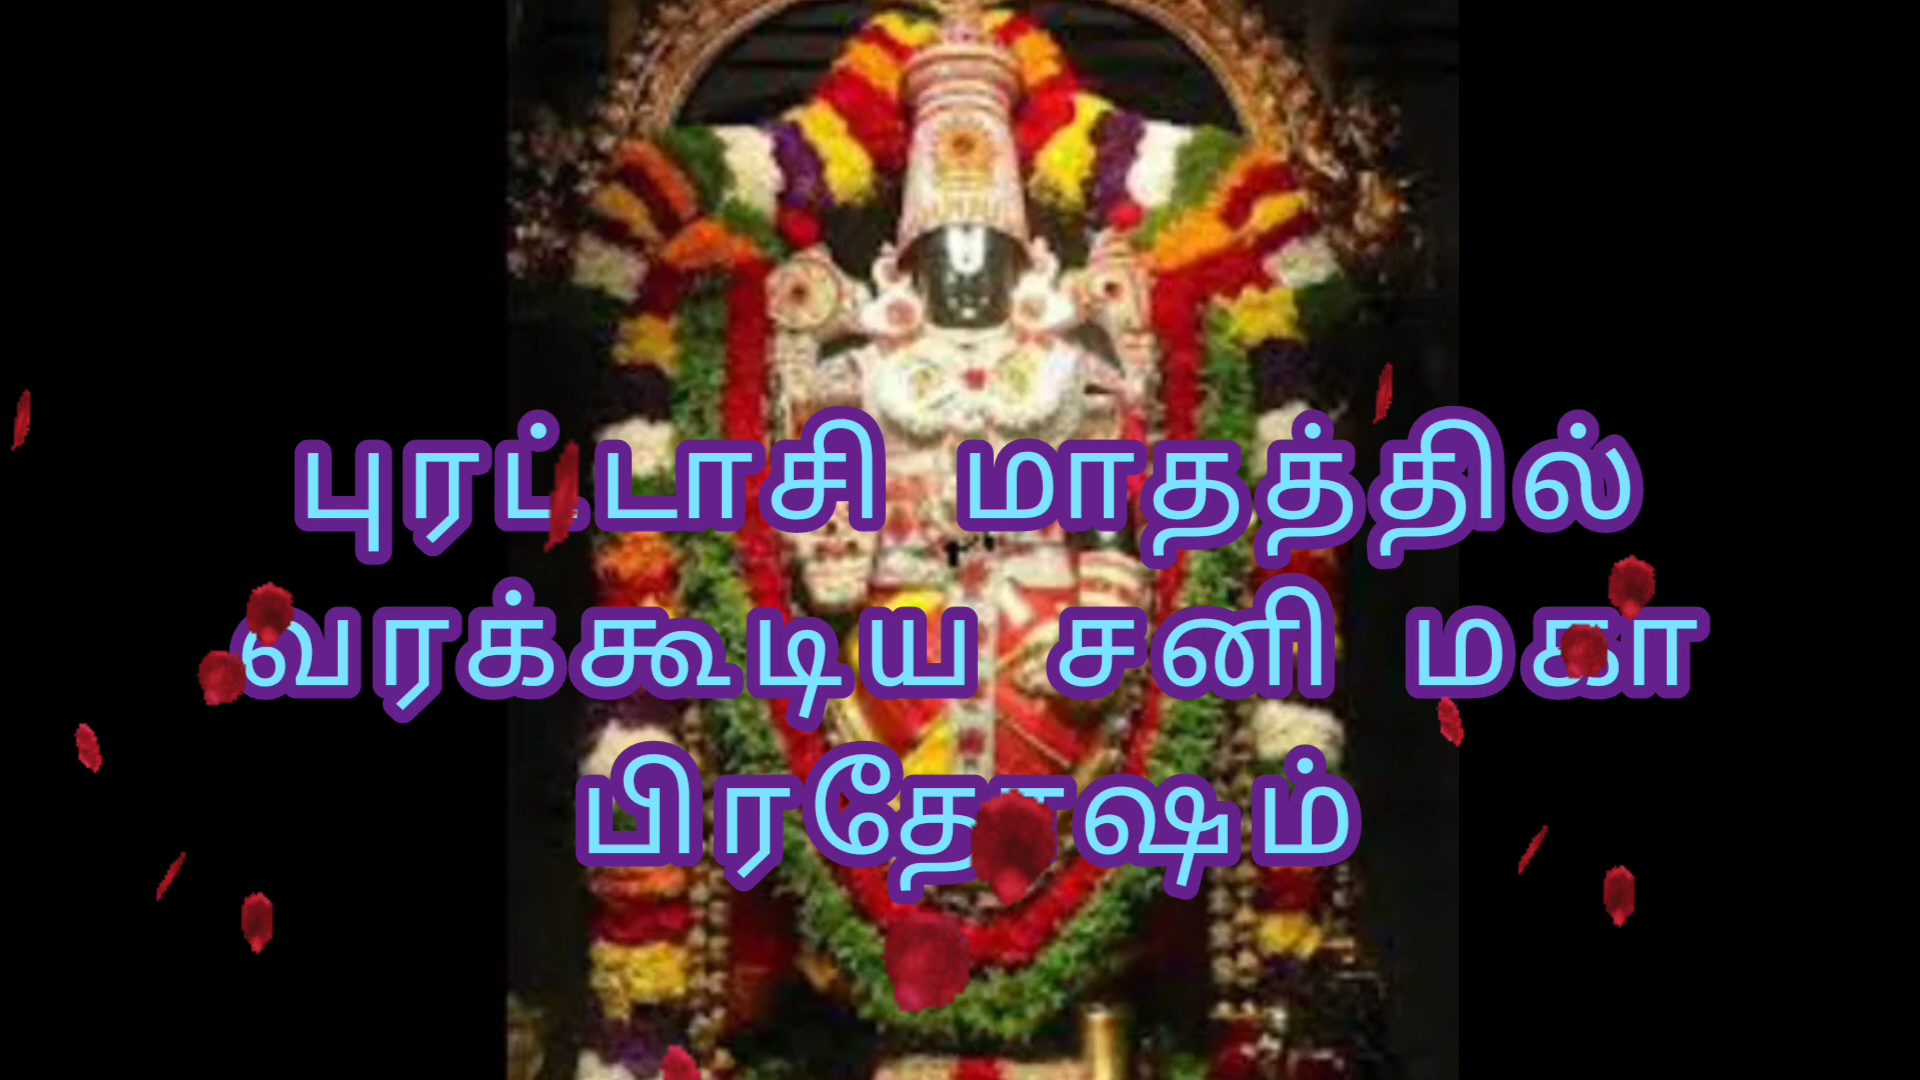 புரட்டாசி மாதத்தில்
வரக்கூடிய சனி மகா
பிரதோஷம்